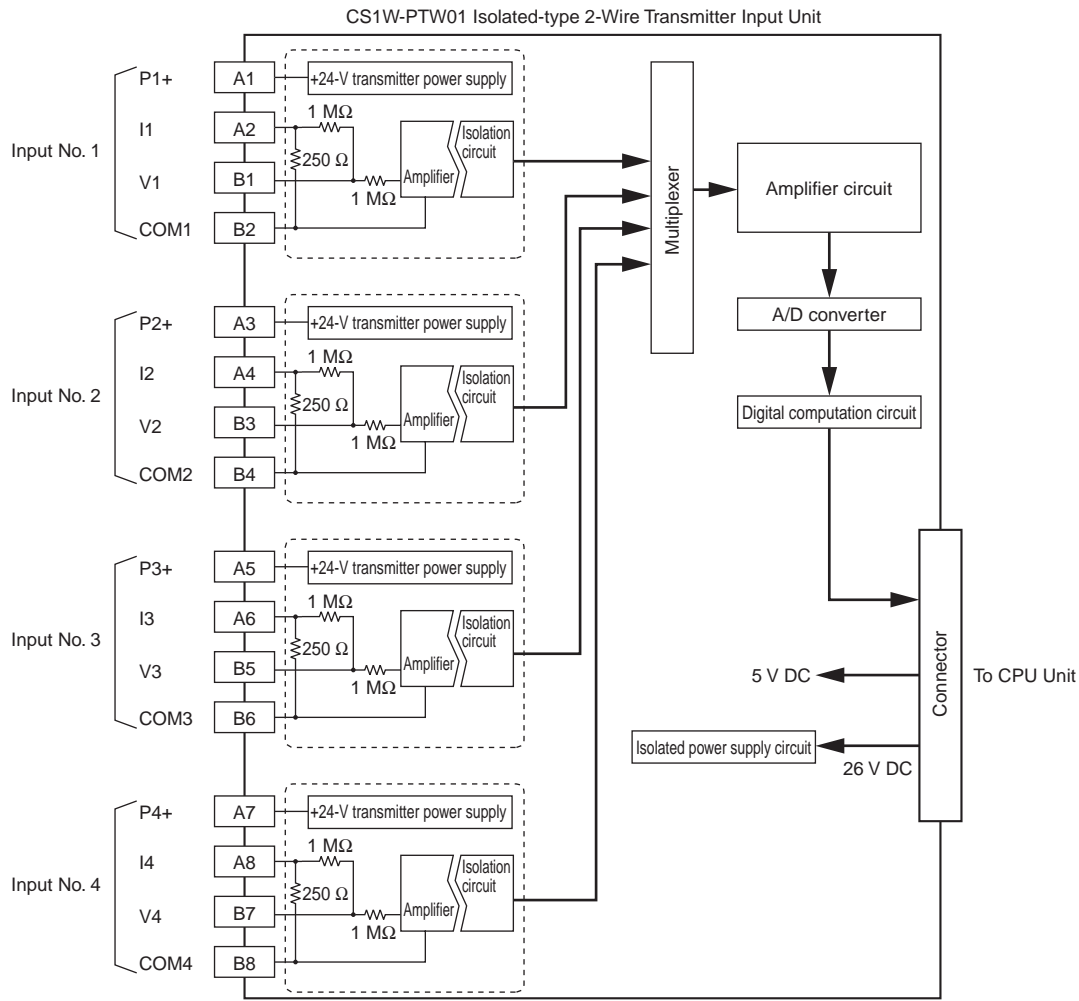 CS1W-PTW01 Isolated-type 2-Wire Transmitter Input Unit
Input No. 1
P1+
A1
+24-V transmitter power supply
I1
A2
1 MΩ
250 Ω
V1
B1
1 MΩ
COM1
B2
Amplifier
Isolation
circuit
Input No. 2
P2+
A3
+24-V transmitter power supply
I2
A4
1 MΩ
250 Ω
V2
B3
1 MΩ
COM2
B4
Amplifier
Isolation
circuit
Input No. 3
P3+
A5
+24-V transmitter power supply
I3
A6
1 MΩ
250 Ω
V3
B5
1 MΩ
COM3
B6
Amplifier
Isolation
circuit
Input No. 4
P4+
A7
+24-V transmitter power supply
I4
A8
1 MΩ
250 Ω
V4
B7
1 MΩ
COM4
B8
Amplifier
Isolation
circuit
Multiplexer
Amplifier circuit
A/D converter
Digital computation circuit
Connector
To CPU Unit
5 V DC
Isolated power supply circuit
26 V DC